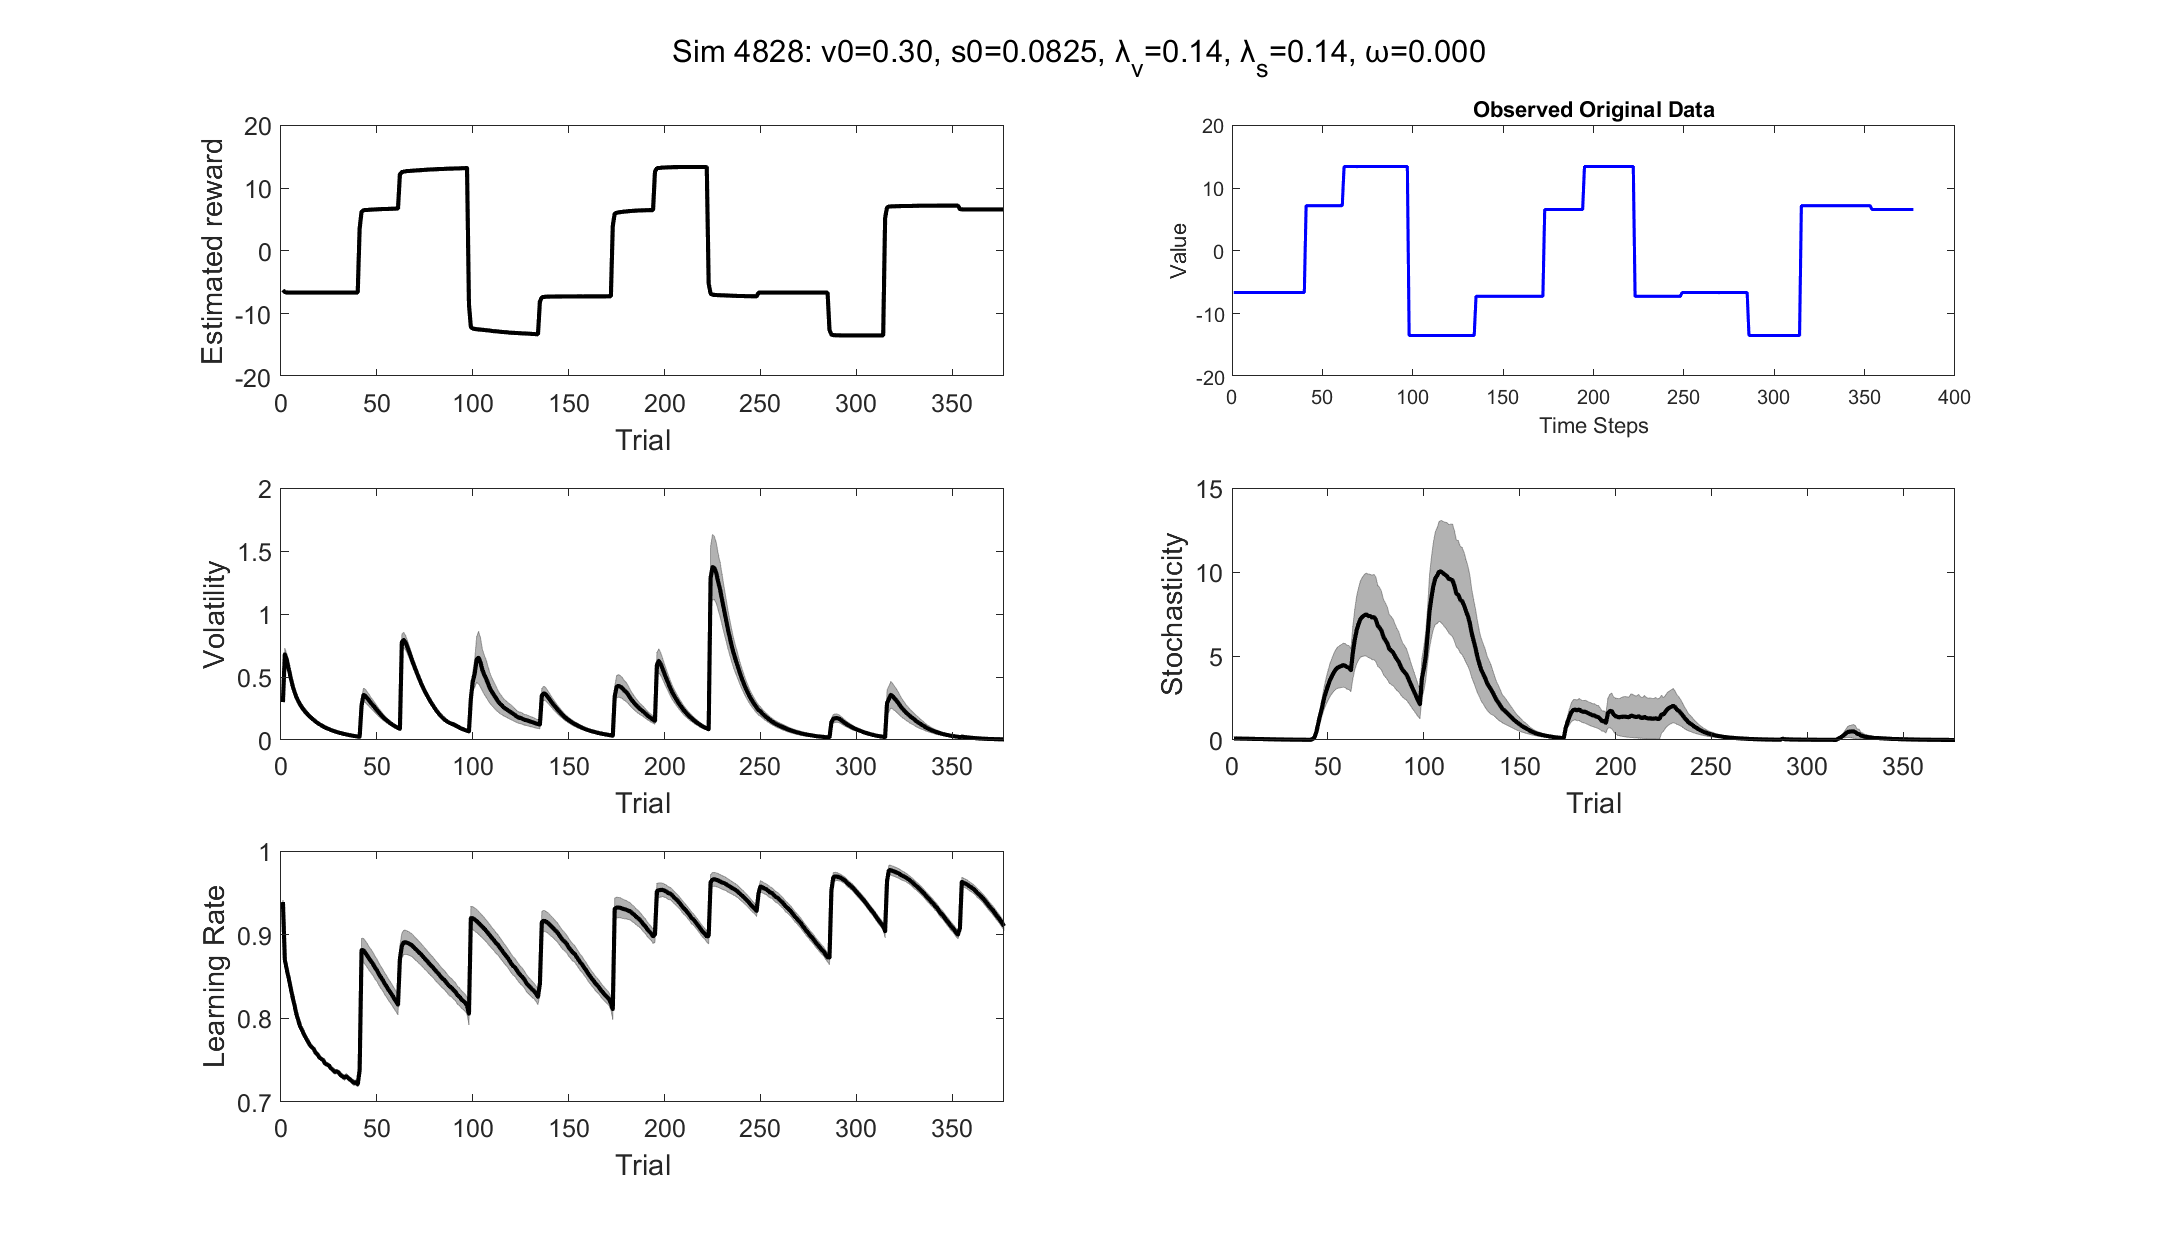 Sim 4828: v0=0.30, s0=0.0825, λ_v=0.14, λ_s=0.14, ω=0.000
20
10
0
-10
-20
Estimated reward
0 50 100 150 200 250 300 350
Trial
Observed Original Data
20
10
0
-10
-20
Value
0 50 100 150 200 250 300 350 400
Time Steps
2
1.5
1
0.5
0
Volatility
0 50 100 150 200 250 300 350
Trial
15
10
5
0
Stochasticity
0 50 100 150 200 250 300 350
Trial
1
0.9
0.8
0.7
Learning Rate
0 50 100 150 200 250 300 350
Trial